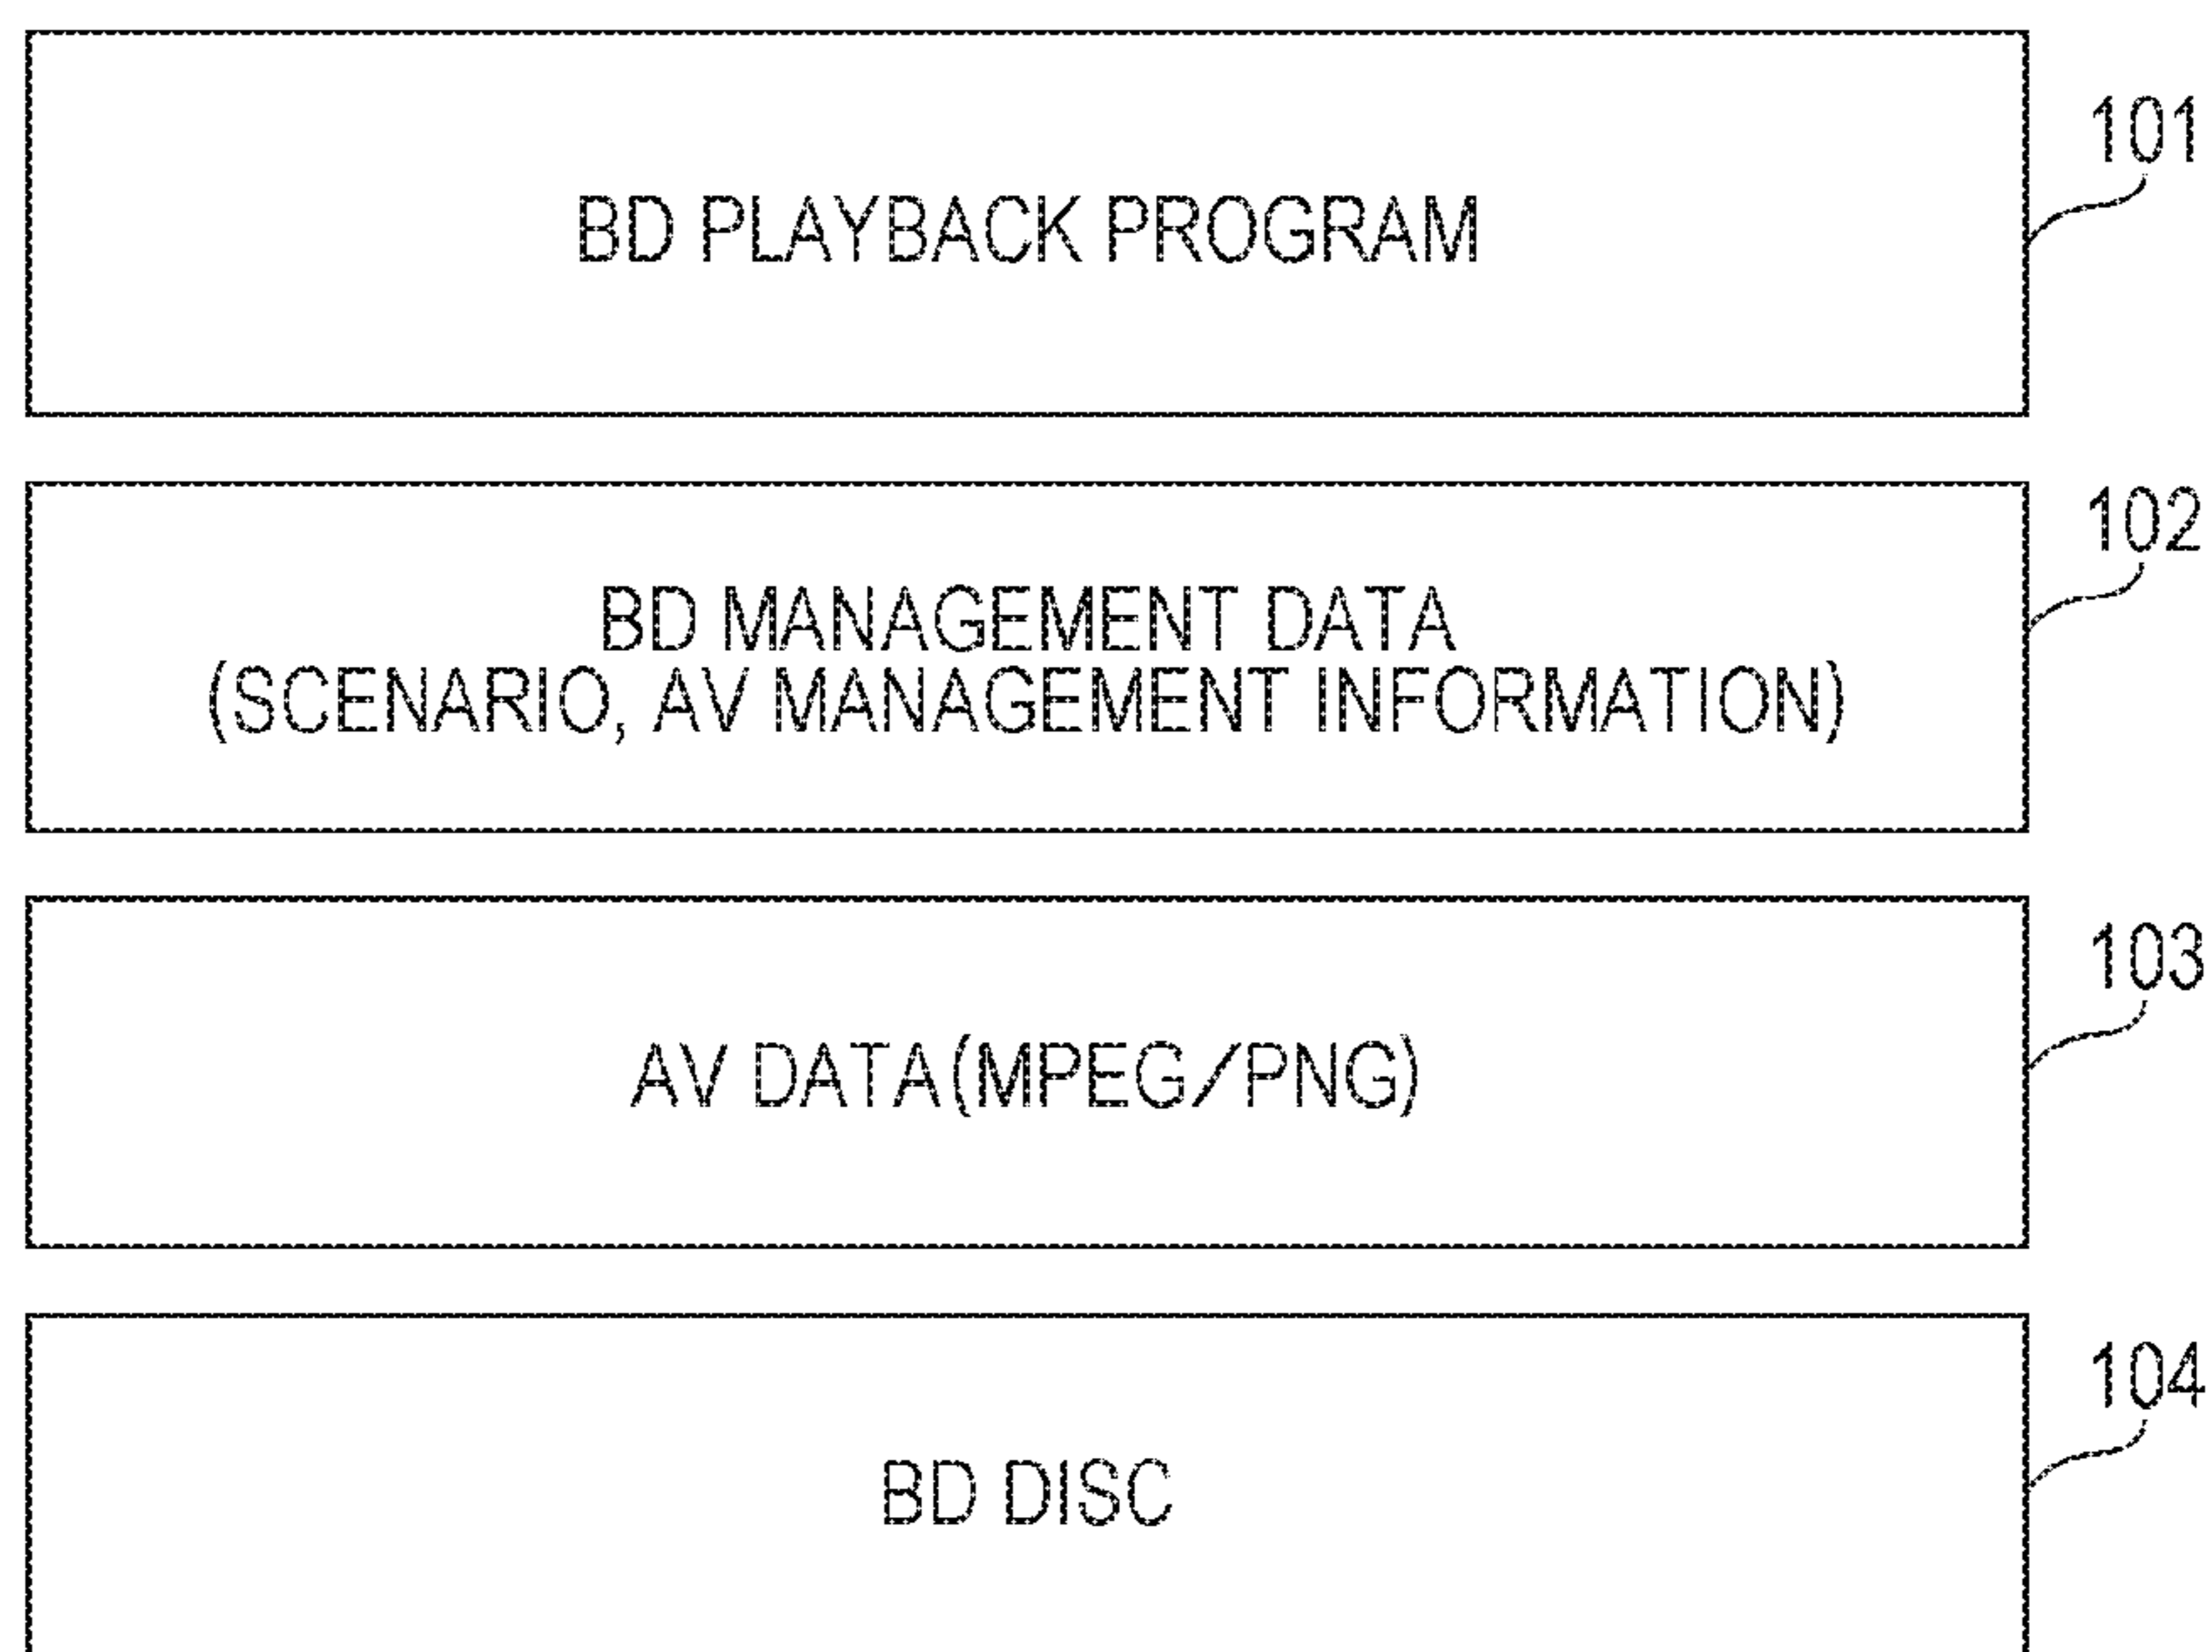 101
BD PLAYBACK PROGRAM
102
BD MANAGEMENT DATA
(SCENARIO, AV MANAGEMENT INFORMATION)
103
AV DATA(MPEG/PNG)
104
BD DISC